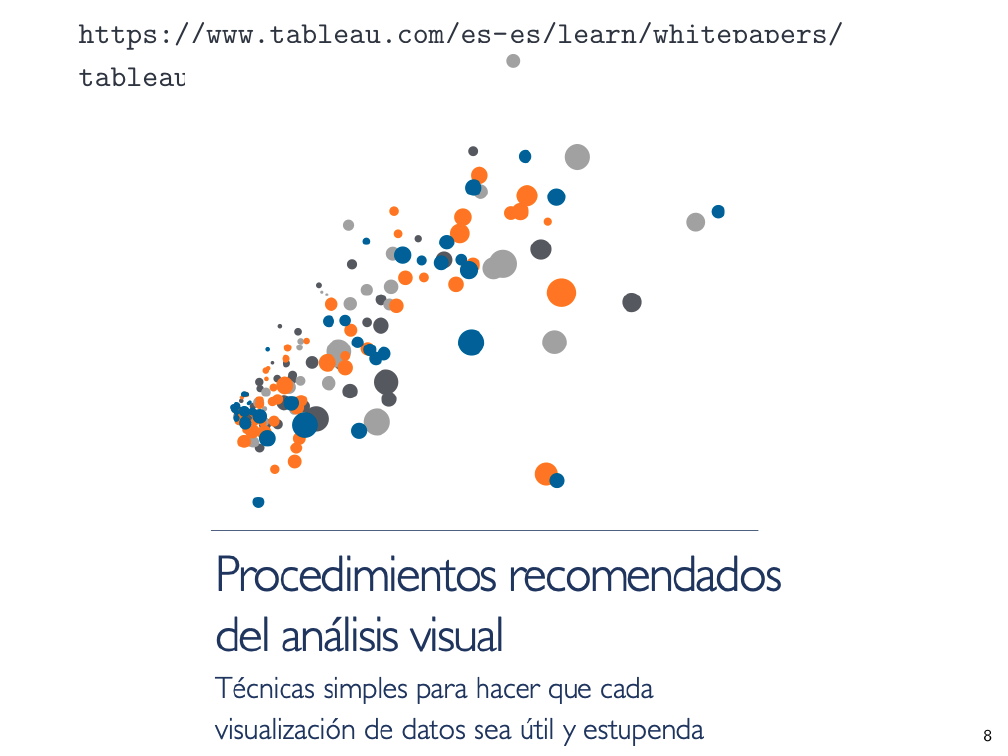 https://www.tableau.com/es-es/learn/whitepapers/
tableau
Procedimientos recomendados
del análisis visual
Técnicas simples para hacer que cada
visualización de datos sea útil y estupenda
8